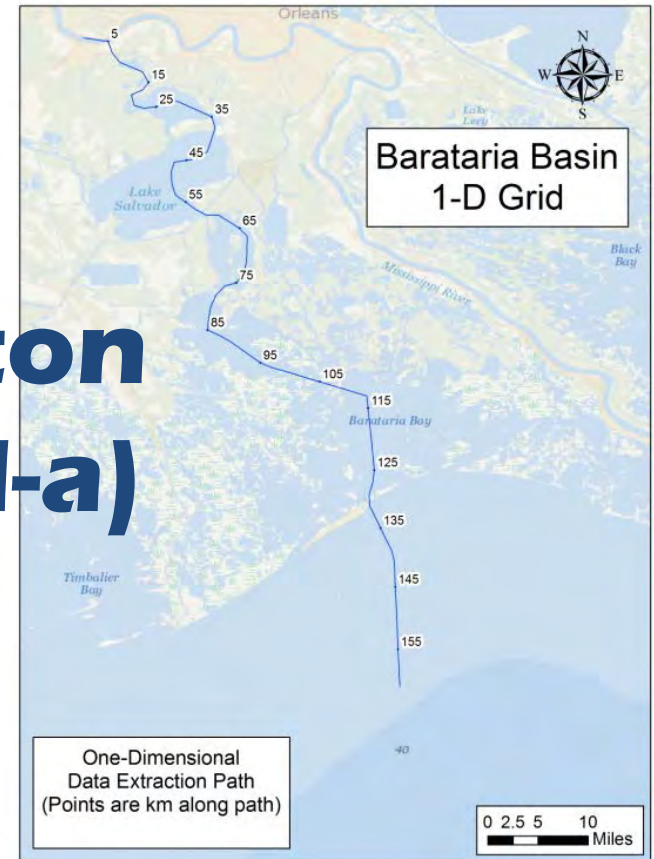 Orleans
N
W E
S
5
15
25
35
Lake
Lery
Barataria Basin
1-D Grid
45
Lake
Salvador
55
65
Black
Bay
75
Mississippi River
85
ton
l-a)
95
105
115
Barataria Bay
125
135
Timbalier
Bay
145
155
40
One-Dimensional
Data Extraction Path
(Points are km along path)
0 2.5 5 10
Miles